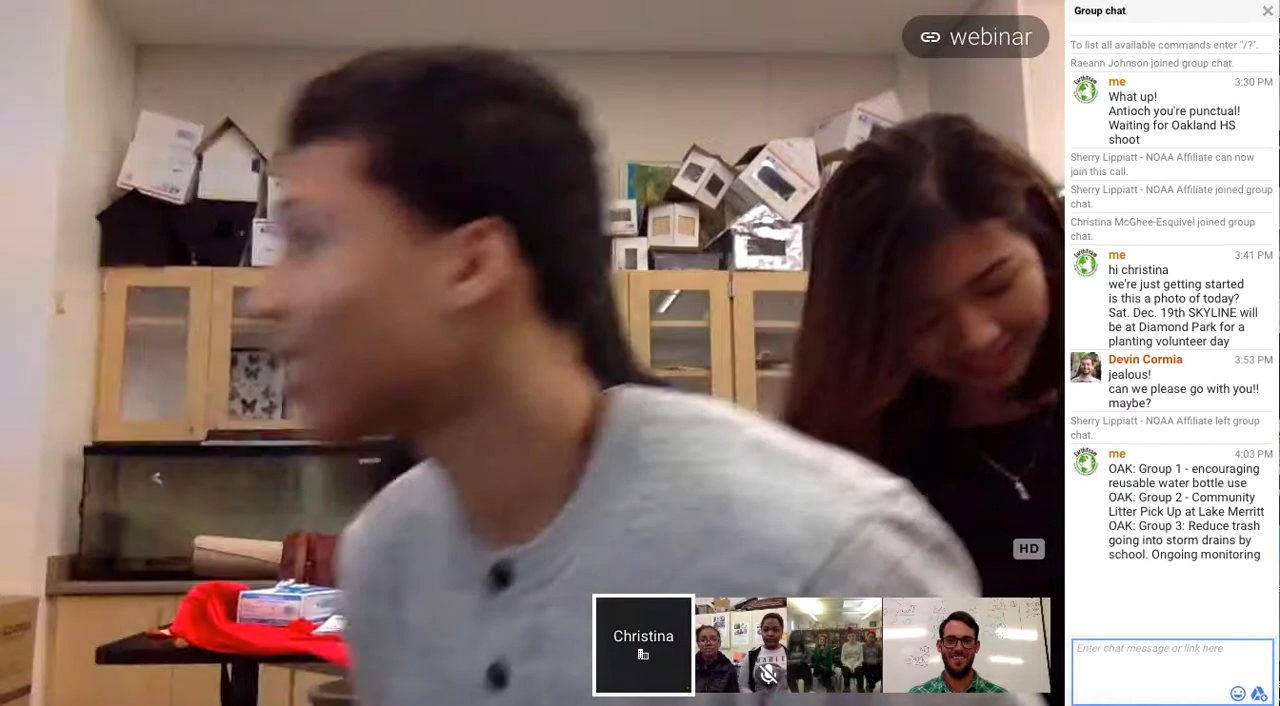 webinar
HD
Christina
Group chat
To list all available commands enter "/?".
Raeann Johnson joined group chat.
me
3:30 PM
What up!
Antioch you're punctual!
Waiting for Oakland HS
shoot
Sherry Lippiatt - NOAA Affiliate can now
join this call.
Sherry Lippiatt - NOAA Affiliate joined group
chat.
Christina McGhee-Esquivel joined group
chat.
me
3:41 PM
hi christina
we're just getting started
is this a photo of today?
Sat. Dec. 19th SKYLINE will
be at Diamond Park for a
planting volunteer day
Devin Cormia
3:53 PM
jealous!
can we please go with you!!
maybe?
Sherry Lippiatt - NOAA Affiliate left group
chat.
me
4:03 PM
OAK: Group 1 - encouraging
reusable water bottle use
OAK: Group 2 - Community
Litter Pick Up at Lake Merritt
OAK: Group 3: Reduce trash
going into storm drains by
school. Ongoing monitoring
Enter chat message or link here